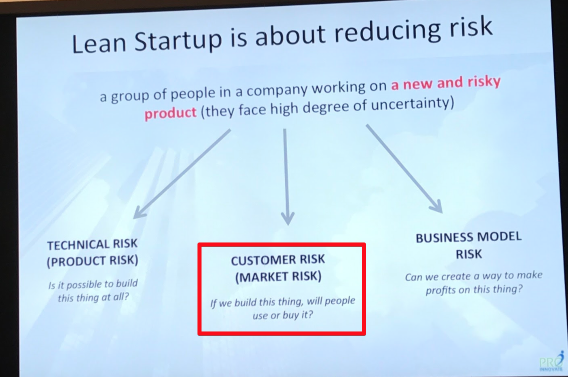 Lean Startup is about reducing risk
a group of people in a company working on a new and risky
product (they face high degree of uncertainty)
TECHNICAL RISK
(PRODUCT RISK)
Is it possible to build
this thing at all?
CUSTOMER RISK
(MARKET RISK)
If we build this thing, will people
use or buy it?
BUSINESS MODEL
RISK
Can we create a way to make
profits on this thing?
PRO